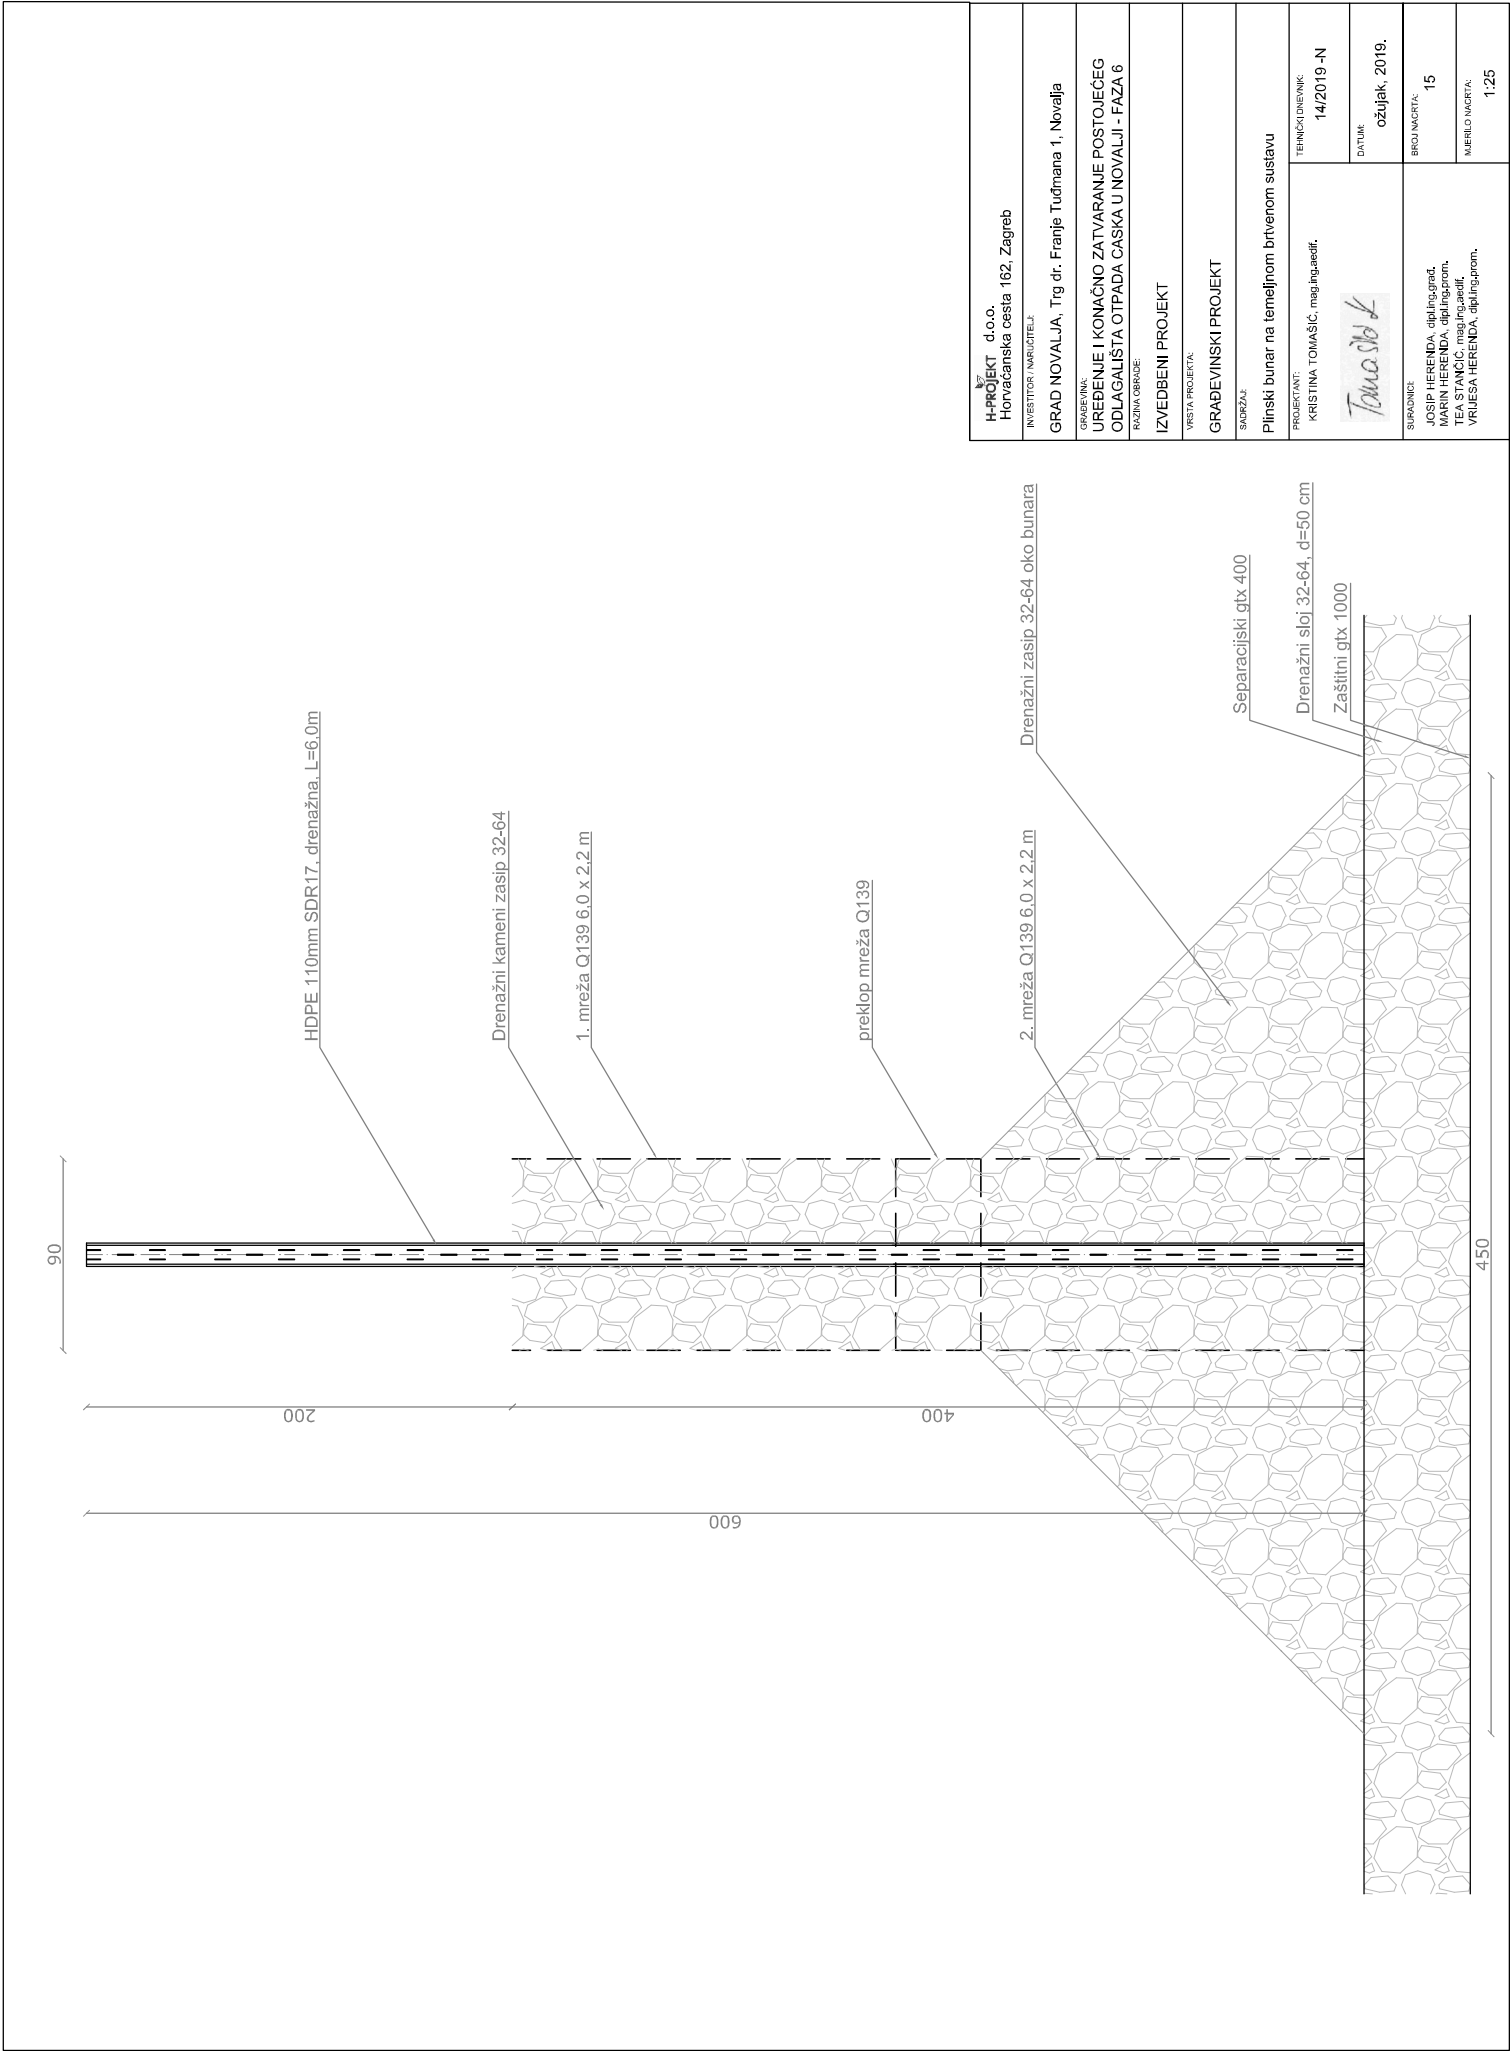 HDPE 110mm SDR17, drenažna, L=6,0m
Drenažni kameni zasip 32-64
1. mreža Q139 6,0 x 2,2 m
preklop mreža Q139
2. mreža Q139 6,0 x 2,2 m
Drenažni zasip 32-64 oko bunara
Separacijski gtx 400
Drenažni sloj 32-64, d=50 cm
Zaštitni gtx 1000
90
200
400
600
450
H-PROJEKT d.o.o.
Horvaćanska cesta 162, Zagreb
INVESTITOR / NARUČITELJ:
GRAD NOVALJA, Trg dr. Franje Tuđmana 1, Novalja
GRAĐEVINA:
UREĐENJE I KONAČNO ZATVARANJE POSTOJEĆEG
ODLAGALIŠTA OTPADA CASKA U NOVALJI - FAZA 6
RAZINA OBRADE:
IZVEDBENI PROJEKT
VRSTA PROJEKTA:
GRAĐEVINSKI PROJEKT
SADRŽAJ:
Plinski bunar na temeljnom brtvenom sustavu
PROJEKTANT:
KRISTINA TOMAŠIĆ, mag.ing.aedif.
Tomašić K
TEHNIČKI DNEVNIK:
14/2019 -N
DATUM:
ožujak, 2019.
SURADNICI:
JOSIP HERENDA, dipl.ing.građ.
MARIN HERENDA, dipl.ing.prom.
TEA STANČIĆ, mag.ing.aedif.
VRIJESA HERENDA, dipl.ing.prom.
BROJ NACRTA:
15
MJERILO NACRTA:
1:25